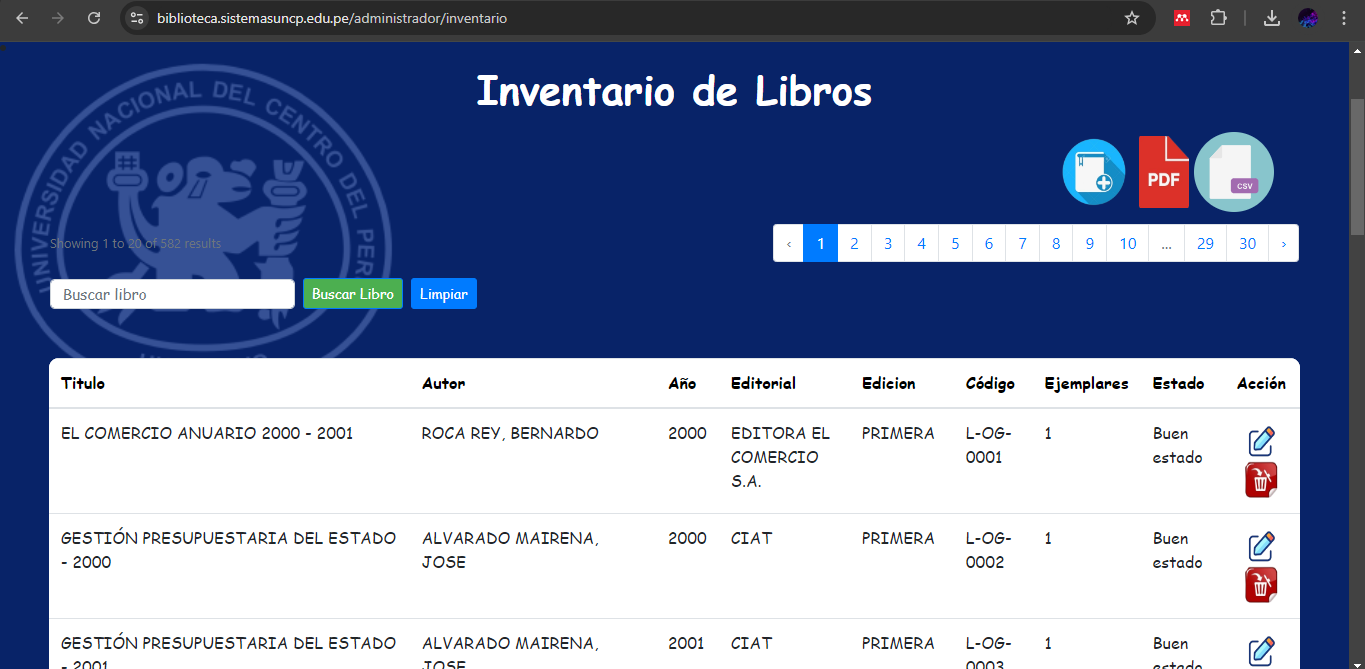 biblioteca.sistemasuncp.edu.pe/administrador/inventario
UNIVERSIDAD NACIONAL DEL CENTRO DEL PER
Inventario de Libros
PDF
CSV
Showing 1 to 20 of 582 results
‹ 1 2 3 4 5 6 7 8 9 10 ... 29 30 ›
Buscar libro Buscar Libro Limpiar
Titulo Autor Año Editorial Edicion Código Ejemplares Estado Acción
EL COMERCIO ANUARIO 2000 - 2001 ROCA REY, BERNARDO 2000 EDITORA EL PRIMERA L-OG- 1 Buen
COMERCIO 0001 estado
S.A.
GESTIÓN PRESUPUESTARIA DEL ESTADO ALVARADO MAIRENA, 2000 CIAT PRIMERA L-OG- 1 Buen
- 2000 JOSE 0002 estado
GESTIÓN PRESUPUESTARIA DEL ESTADO ALVARADO MAIRENA, 2001 CIAT PRIMERA L-OG- 1 Buen
- 2001 JOSE 0003 estado